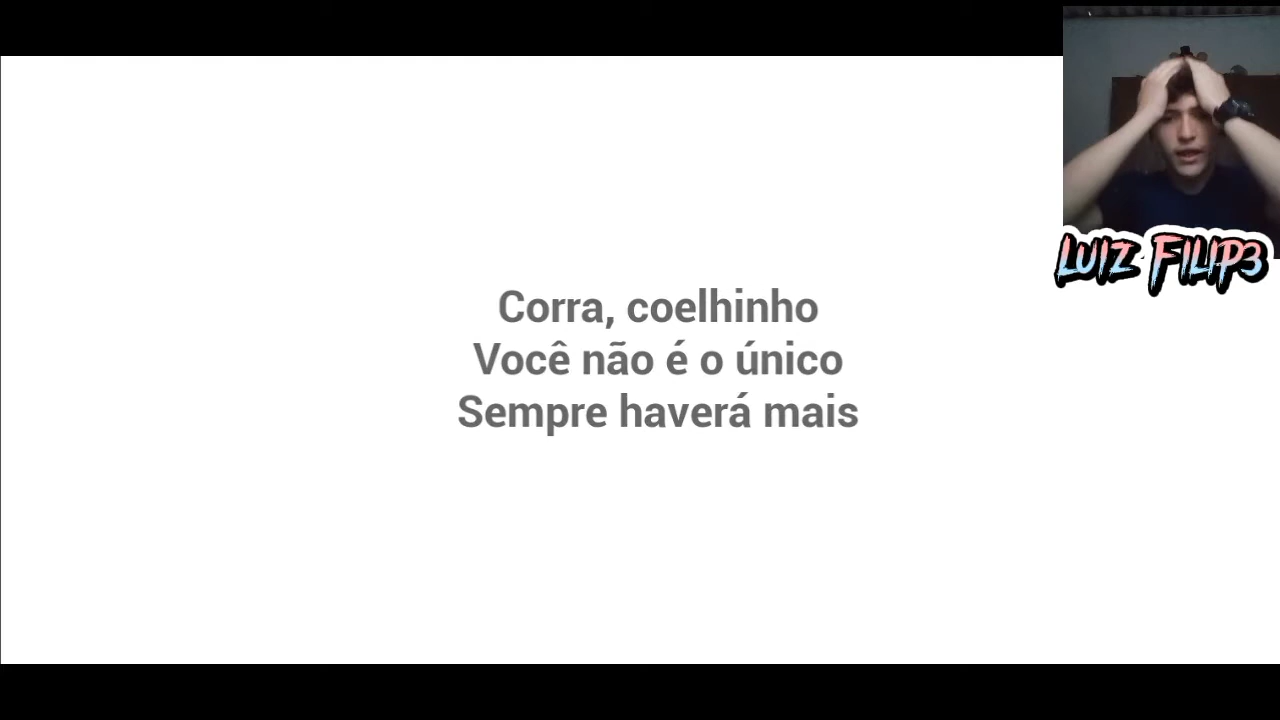 Corra, coelhinho
Você não é o único
Sempre haverá mais
LUIZ FILIP3